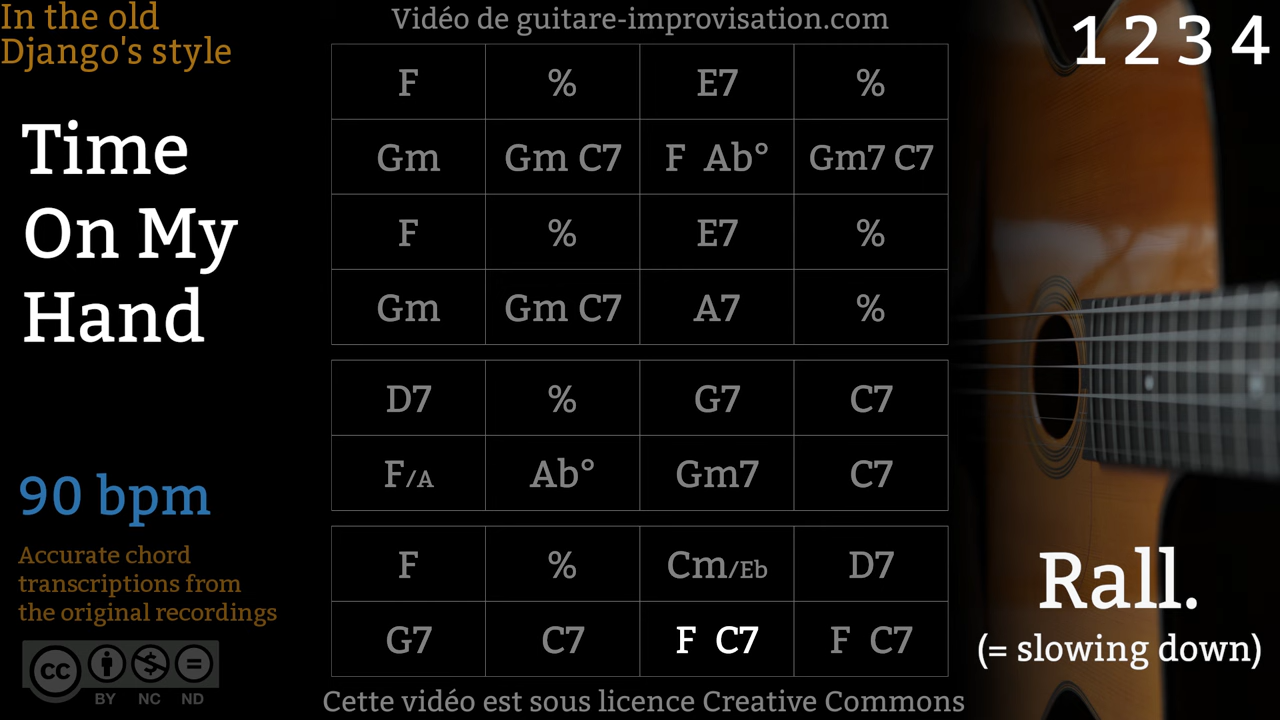 In the old
Django's style
Vidéo de guitare-improvisation.com
1 2 3 4
Time
On My
Hand
F % E7 %
Gm Gm C7 F Ab° Gm7 C7
F % E7 %
Gm Gm C7 A7 %
D7 % G7 C7
F/A Ab° Gm7 C7
F % Cm/Eb D7
G7 C7 F C7 F C7
90 bpm
Accurate chord
transcriptions from
the original recordings
cc
BY NC ND
Rall.
(= slowing down)
Cette vidéo est sous licence Creative Commons